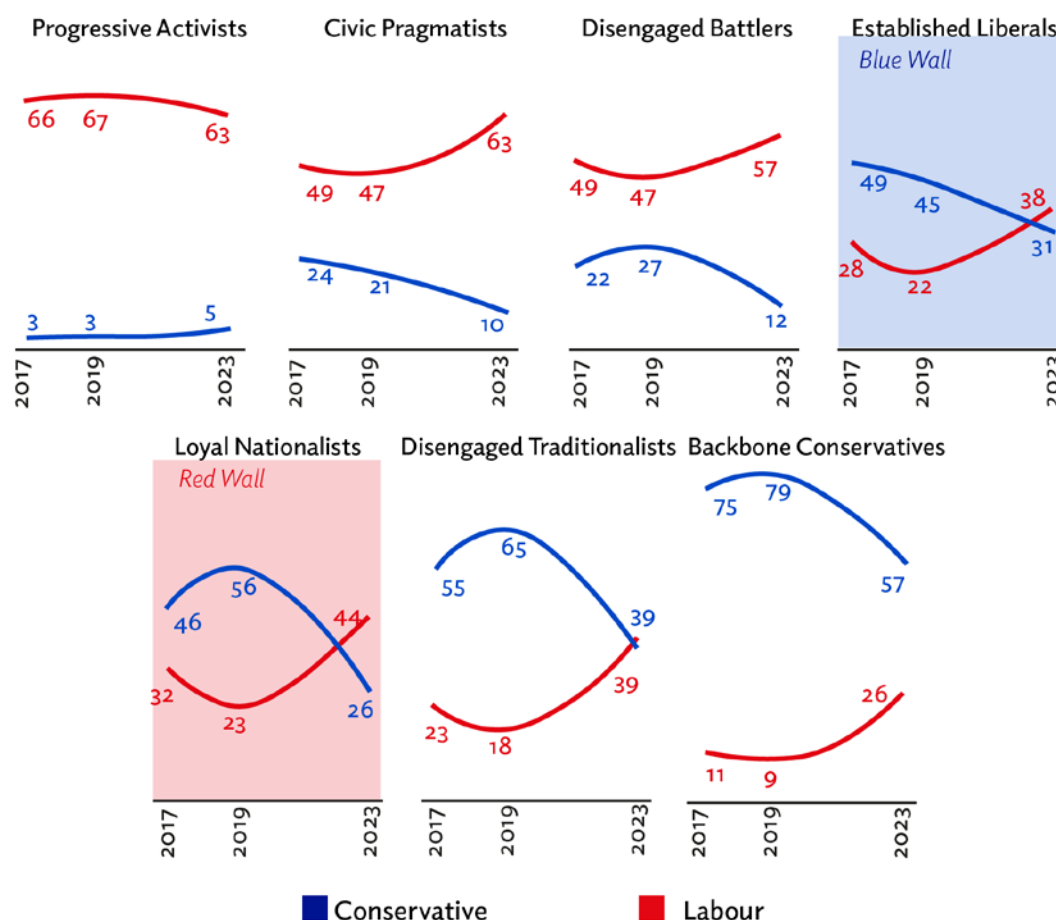 Progressive Activists
66 67 63
3 3 5
2017 2019 2023
Civic Pragmatists
49 47 63
24 21 10
2017 2019 2023
Disengaged Battlers
49 47 57
22 27 12
2017 2019 2023
Established Liberals
Blue Wall
49 45 31
28 22 38
2017 2019 2023
Loyal Nationalists
Red Wall
46 56 26
32 23 44
2017 2019 2023
Disengaged Traditionalists
55 65 39
23 18 39
2017 2019 2023
Backbone Conservatives
75 79 57
11 9 26
2017 2019 2023
Conservative
Labour